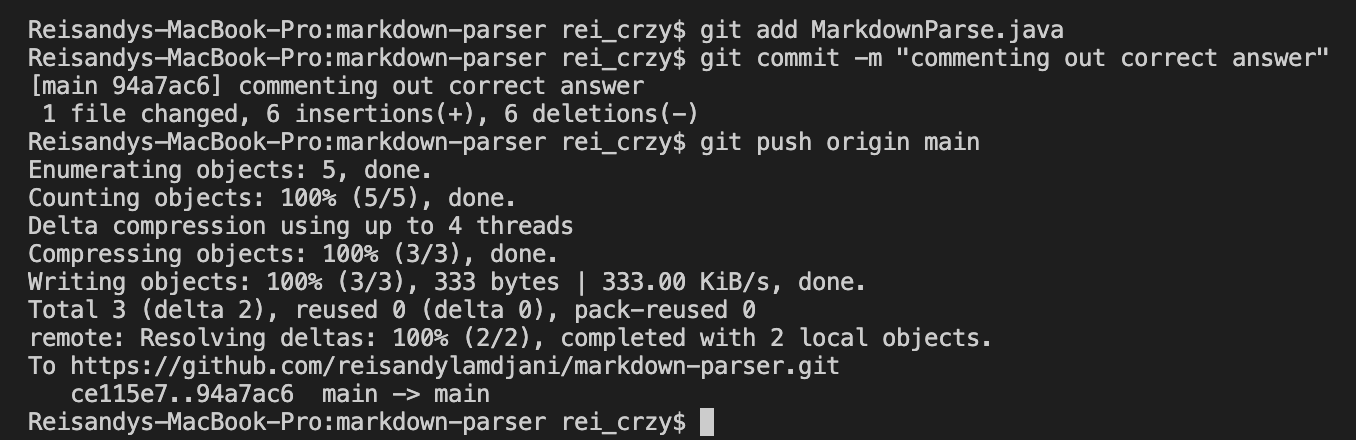 Reisandys-MacBook-Pro:markdown-parser rei_crzy$ git add MarkdownParse.java
Reisandys-MacBook-Pro:markdown-parser rei_crzy$ git commit -m "commenting out correct answer"
[main 94a7ac6] commenting out correct answer
 1 file changed, 6 insertions(+), 6 deletions(-)
Reisandys-MacBook-Pro:markdown-parser rei_crzy$ git push origin main
Enumerating objects: 5, done.
Counting objects: 100% (5/5), done.
Delta compression using up to 4 threads
Compressing objects: 100% (3/3), done.
Writing objects: 100% (3/3), 333 bytes | 333.00 KiB/s, done.
Total 3 (delta 2), reused 0 (delta 0), pack-reused 0
remote: Resolving deltas: 100% (2/2), completed with 2 local objects.
To https://github.com/reisandylamdjani/markdown-parser.git
   ce115e7..94a7ac6  main -> main
Reisandys-MacBook-Pro:markdown-parser rei_crzy$